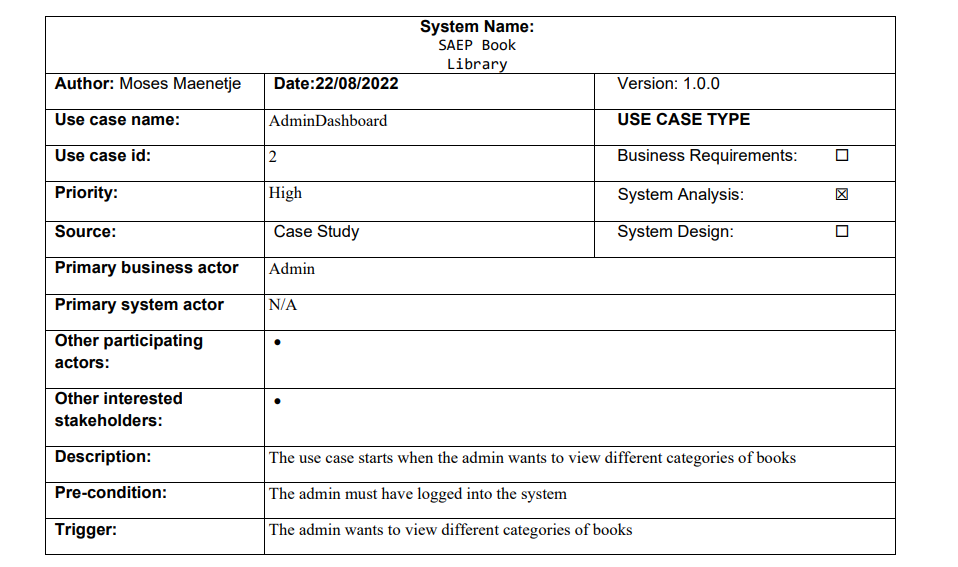 System Name:
SAEP Book
Library
Author: Moses Maenetje Date:22/08/2022 Version: 1.0.0
Use case name: AdminDashboard USE CASE TYPE
Use case id: 2 Business Requirements: ☐
Priority: High System Analysis: ☒
Source: Case Study System Design: ☐
Primary business actor Admin
Primary system actor N/A
Other participating •
actors:
Other interested •
stakeholders:
Description: The use case starts when the admin wants to view different categories of books
Pre-condition: The admin must have logged into the system
Trigger: The admin wants to view different categories of books